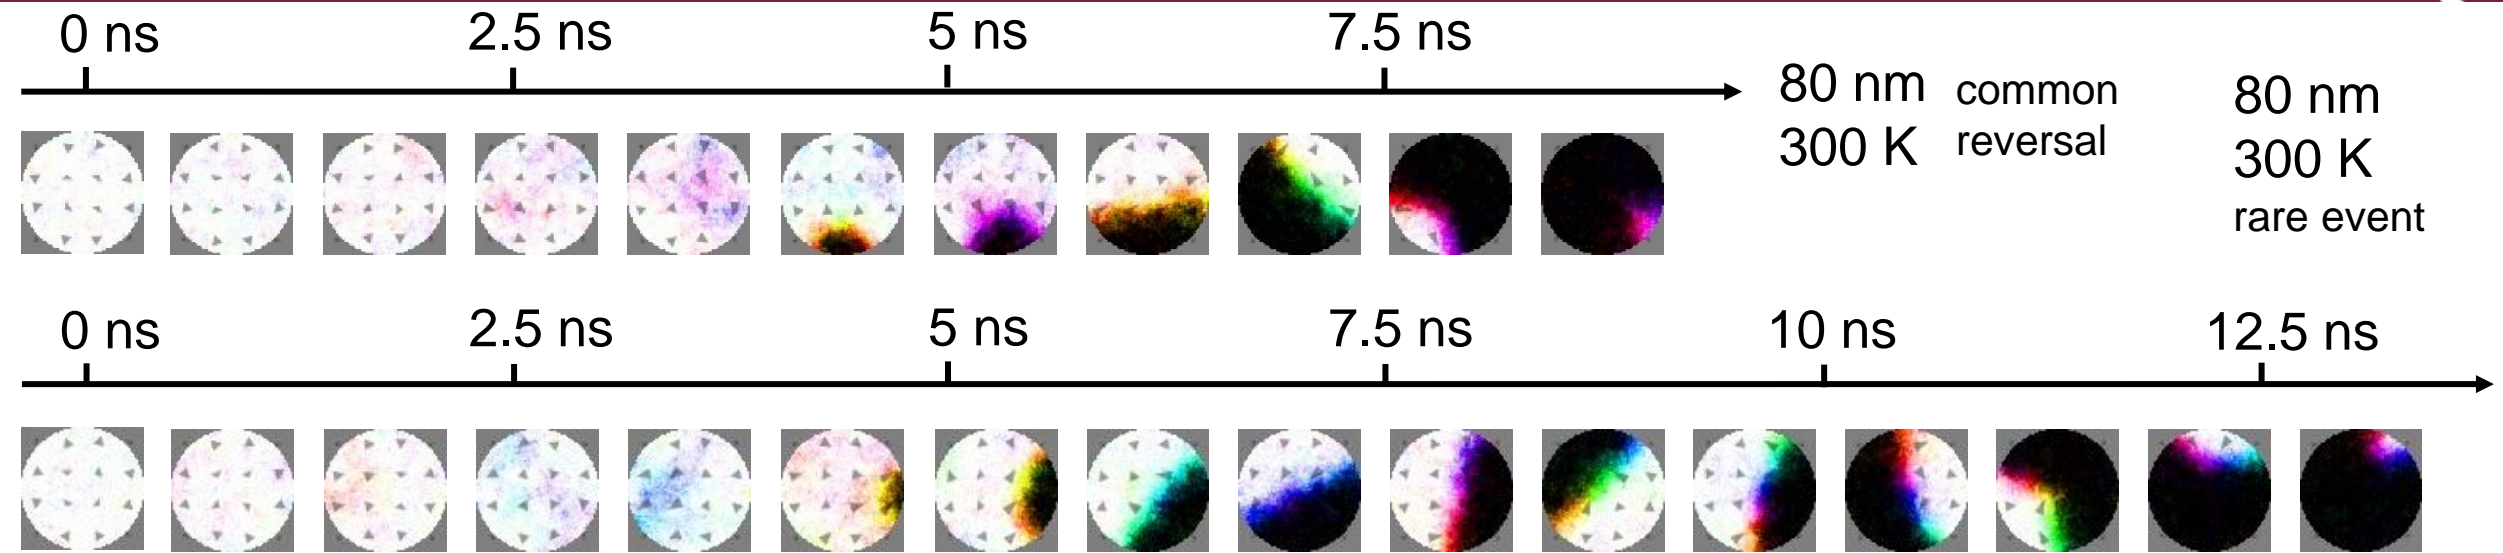 0 ns 2.5 ns 5 ns 7.5 ns
80 nm common
300 K reversal
80 nm
300 K
rare event
0 ns 2.5 ns 5 ns 7.5 ns 10 ns 12.5 ns